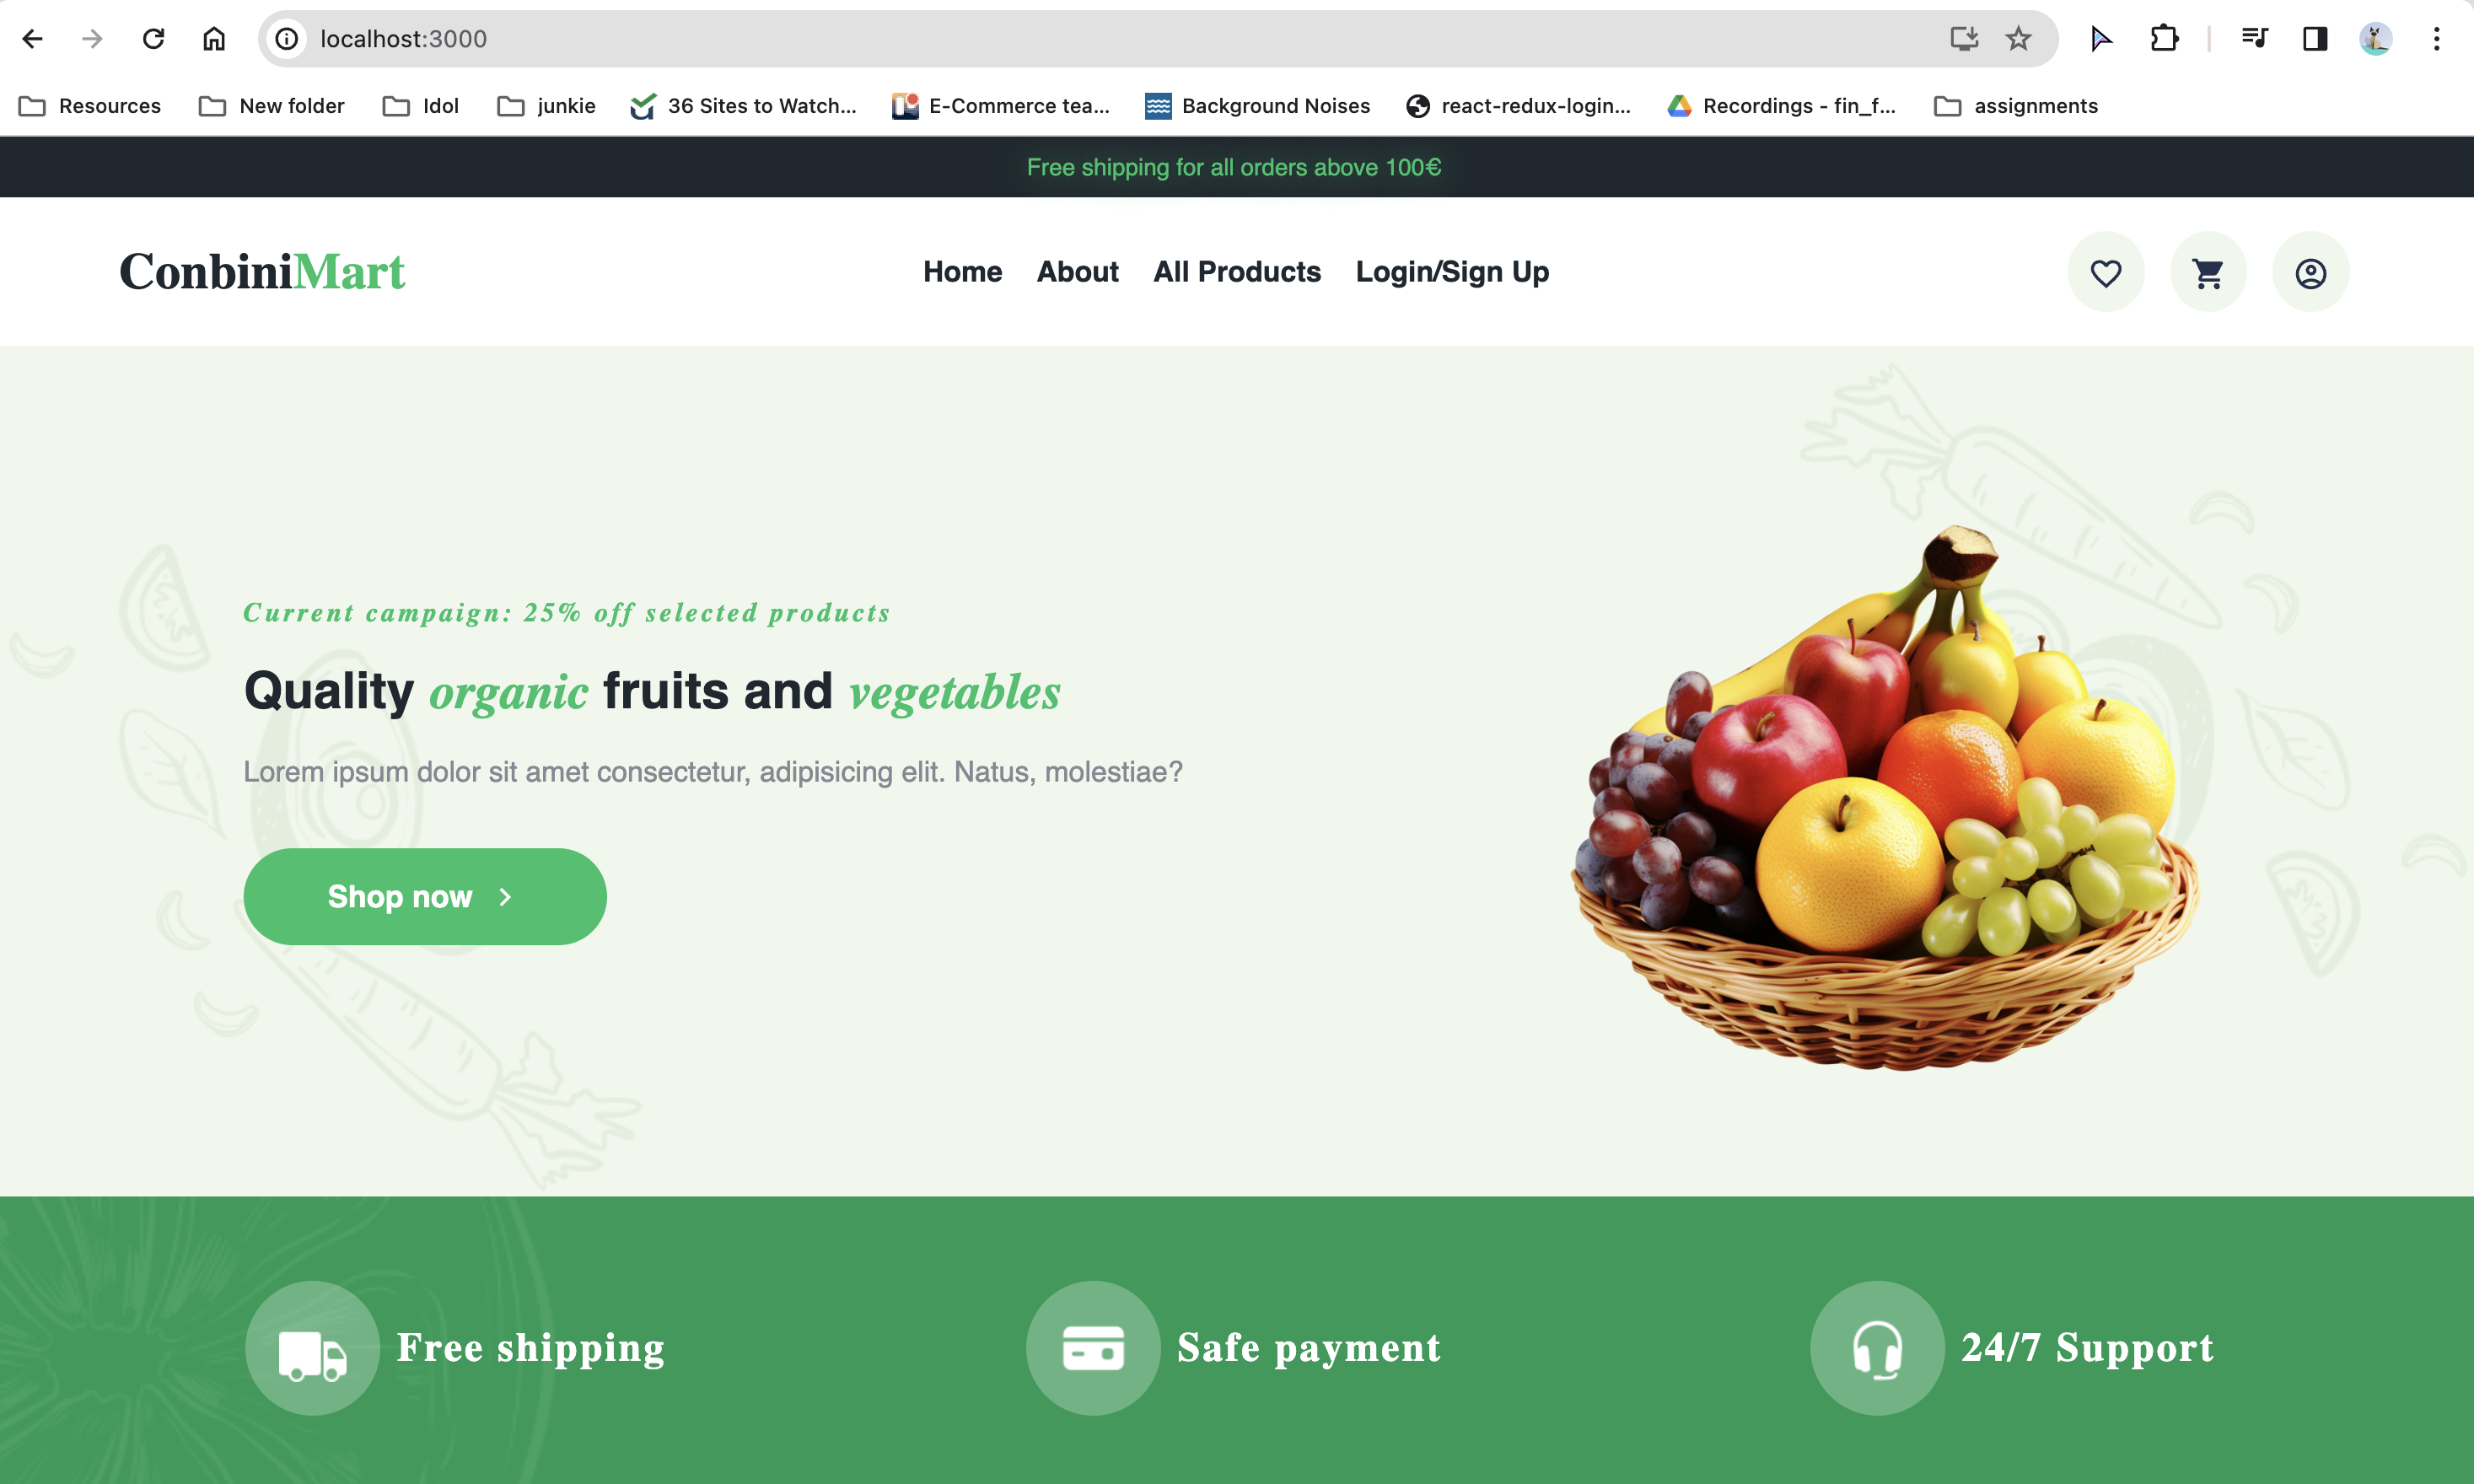 localhost:3000
Resources New folder Idol junkie 36 Sites to Watch... E-Commerce tea... Background Noises react-redux-login... Recordings - fin_f... assignments
Free shipping for all orders above 100€
ConbiniMart Home About All Products Login/Sign Up
Current campaign: 25% off selected products
Quality organic fruits and vegetables
Lorem ipsum dolor sit amet consectetur, adipisicing elit. Natus, molestiae?
Shop now
Free shipping Safe payment 24/7 Support